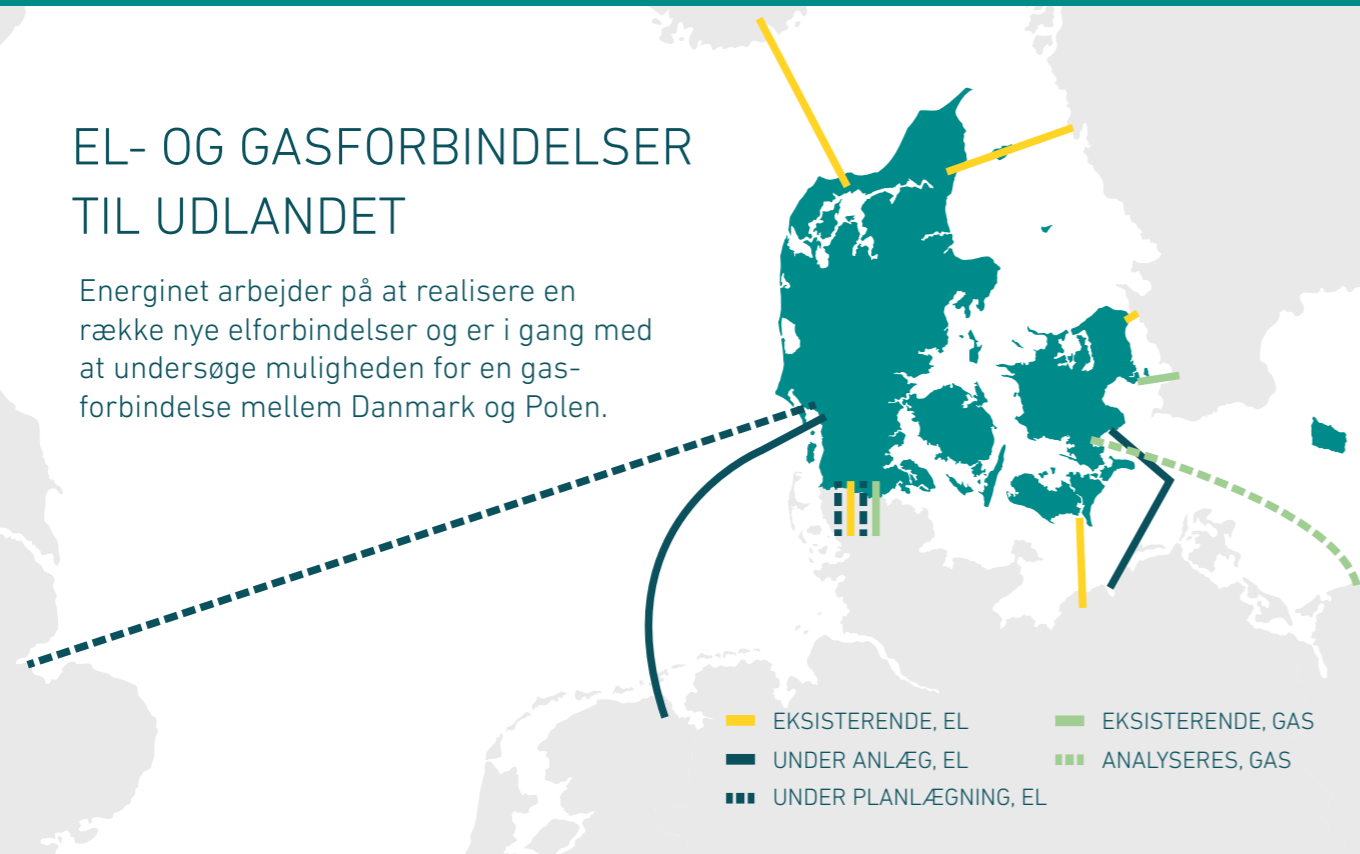 EL- OG GASFORBINDELSER
TIL UDLANDET
Energinet arbejder på at realisere en
række nye elforbindelser og er i gang med
at undersøge muligheden for en gas-
forbindelse mellem Danmark og Polen.
EKSISTERENDE, EL
UNDER ANLÆG, EL
UNDER PLANLÆGNING, EL
EKSISTERENDE, GAS
ANALYSERES, GAS